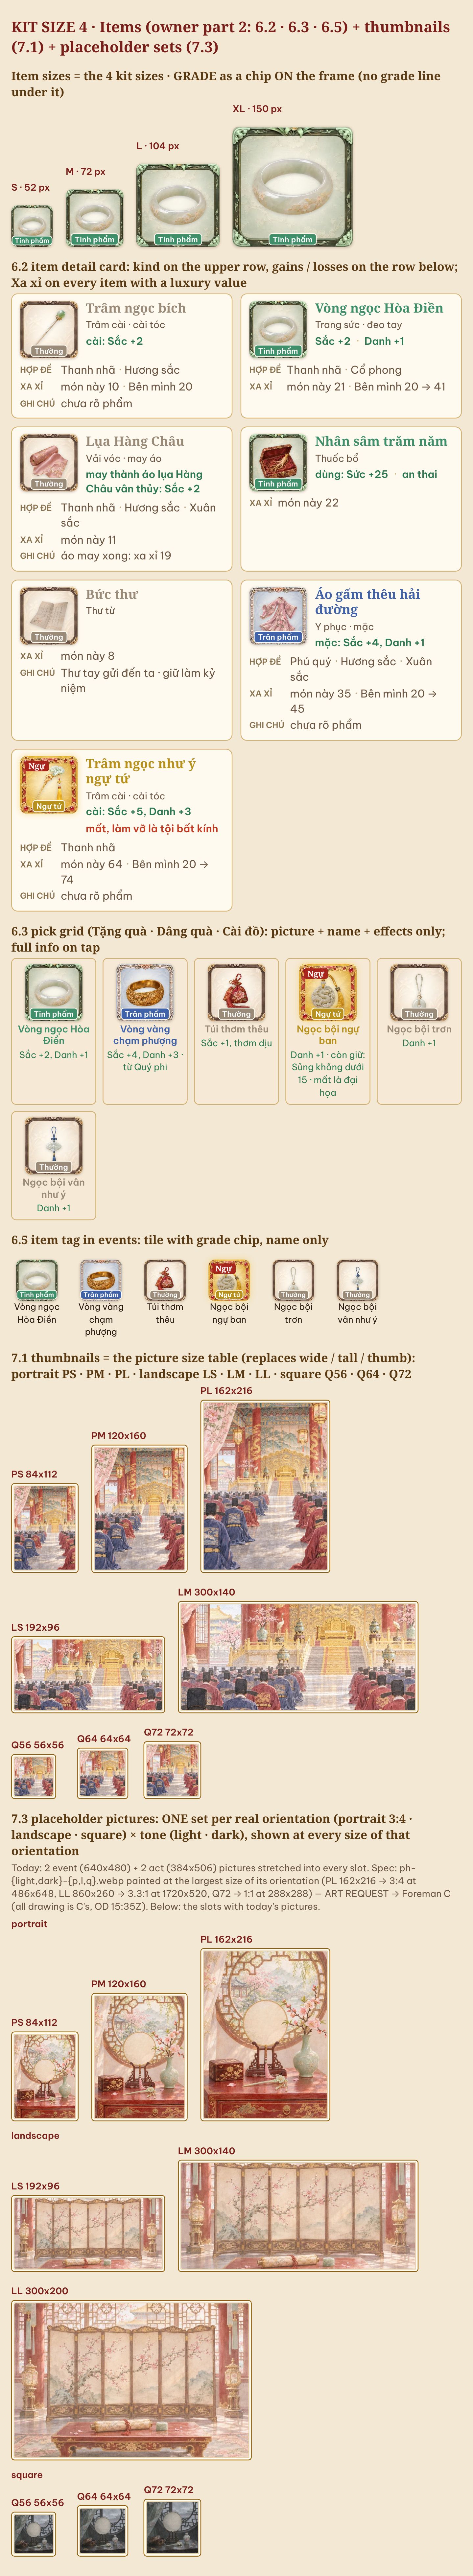 KIT SIZE 4 · Items (owner part 2: 6.2 · 6.3 · 6.5) + thumbnails
(7.1) + placeholder sets (7.3)
Item sizes = the 4 kit sizes · GRADE as a chip ON the frame (no grade line
under it)
S · 52 px
M · 72 px
L · 104 px
XL · 150 px
Tinh phẩm
Tinh phẩm
Tinh phẩm
Tinh phẩm
6.2 item detail card: kind on the upper row, gains / losses on the row below;
Xa xỉ on every item with a luxury value
Thường
Trâm ngọc bích
Trâm cài · cài tóc
cài: Sắc +2
HỢP ĐỀ Thanh nhã · Hương sắc
XA XỈ món này 10 · Bên mình 20
GHI CHÚ chưa rõ phẩm
Tinh phẩm
Vòng ngọc Hòa Điền
Trang sức · đeo tay
Sắc +2 · Danh +1
HỢP ĐỀ Thanh nhã · Cổ phong
XA XỈ món này 21 · Bên mình 20 → 41
Thường
Lụa Hàng Châu
Vải vóc · may áo
may thành áo lụa Hàng
Châu vân thủy: Sắc +2
HỢP ĐỀ Thanh nhã · Hương sắc · Xuân
sắc
XA XỈ món này 11
GHI CHÚ áo may xong: xa xỉ 19
Tinh phẩm
Nhân sâm trăm năm
Thuốc bổ
dùng: Sức +25 · an thai
XA XỈ món này 22
Thường
Bức thư
Thư từ
XA XỈ món này 8
GHI CHÚ Thư tay gửi đến ta · giữ làm kỷ
niệm
Trân phẩm
Áo gấm thêu hải
đường
Y phục · mặc
mặc: Sắc +4, Danh +1
HỢP ĐỀ Phú quý · Hương sắc · Xuân
sắc
XA XỈ món này 35 · Bên mình 20 →
45
GHI CHÚ chưa rõ phẩm
Ngự
Ngự tứ
Trâm ngọc như ý
ngự tứ
Trâm cài · cài tóc
cài: Sắc +5, Danh +3
mất, làm vỡ là tội bất kính
HỢP ĐỀ Thanh nhã
XA XỈ món này 64 · Bên mình 20 →
74
GHI CHÚ chưa rõ phẩm
6.3 pick grid (Tặng quà · Dâng quà · Cài đồ): picture + name + effects only;
full info on tap
Tinh phẩm
Vòng ngọc Hòa
Điền
Sắc +2, Danh +1
Trân phẩm
Vòng vàng
chạm phượng
Sắc +4, Danh +3 ·
từ Quý phi
Thường
Túi thơm thêu
Sắc +1, thơm dịu
Ngự
Ngự tứ
Ngọc bội ngự
ban
Danh +1 · còn giữ:
Sủng không dưới
15 · mất là đại
họa
Thường
Ngọc bội trơn
Danh +1
Thường
Ngọc bội vân
như ý
Danh +1
6.5 item tag in events: tile with grade chip, name only
Tinh phẩm
Vòng ngọc
Hòa Điền
Trân phẩm
Vòng vàng
chạm
phượng
Thường
Túi thơm
thêu
Ngự
Ngự tứ
Ngọc bội
ngự ban
Thường
Ngọc bội
trơn
Thường
Ngọc bội
vân như ý
7.1 thumbnails = the picture size table (replaces wide / tall / thumb):
portrait PS · PM · PL · landscape LS · LM · LL · square Q56 · Q64 · Q72
PS 84x112
PM 120x160
PL 162x216
LS 192x96
LM 300x140
Q56 56x56
Q64 64x64
Q72 72x72
7.3 placeholder pictures: ONE set per real orientation (portrait 3:4 ·
landscape · square) × tone (light · dark), shown at every size of that
orientation
Today: 2 event (640x480) + 2 act (384x506) pictures stretched into every slot. Spec: ph-
{light,dark}-{p,l,q}.webp painted at the largest size of its orientation (PL 162x216 → 3:4 at
486x648, LL 860x260 → 3.3:1 at 1720x520, Q72 → 1:1 at 288x288) — ART REQUEST → Foreman C
(all drawing is C's, OD 15:35Z). Below: the slots with today's pictures.
portrait
PS 84x112
PM 120x160
PL 162x216
landscape
LS 192x96
LM 300x140
LL 300x200
square
Q56 56x56
Q64 64x64
Q72 72x72